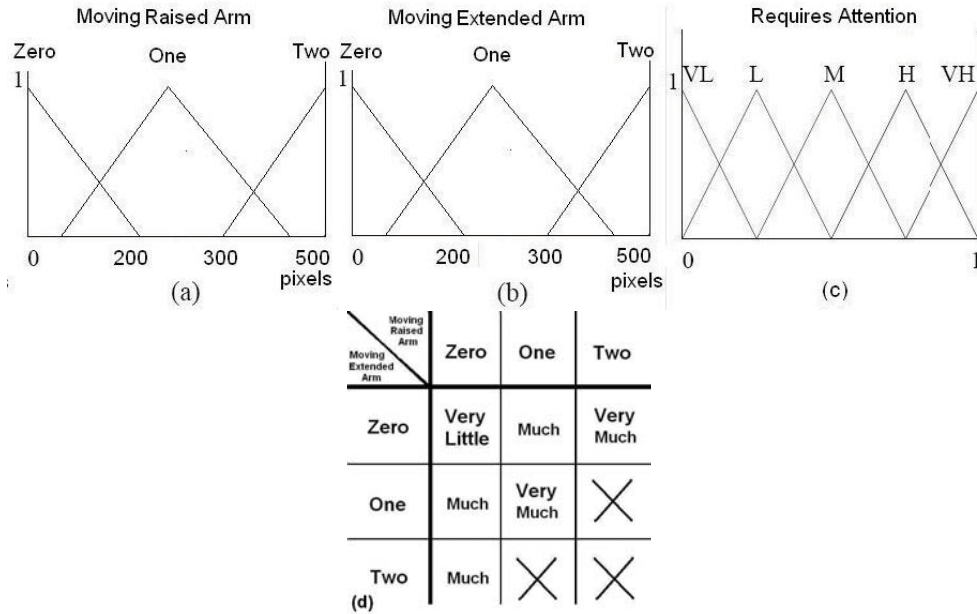 Moving Raised Arm
Zero
One
Two
1
0
200
300
500
pixels
(a)
Moving Extended Arm
Zero
One
Two
1
0
200
300
500
pixels
(b)
Requires Attention
1
VL
L
M
H
VH
0
1
(c)
Moving
Raised
Arm
Moving
Extended
Arm
Zero
One
Two
Zero
Very
Little
Much
Very
Much
One
Much
Very
Much
Two
Much
(d)